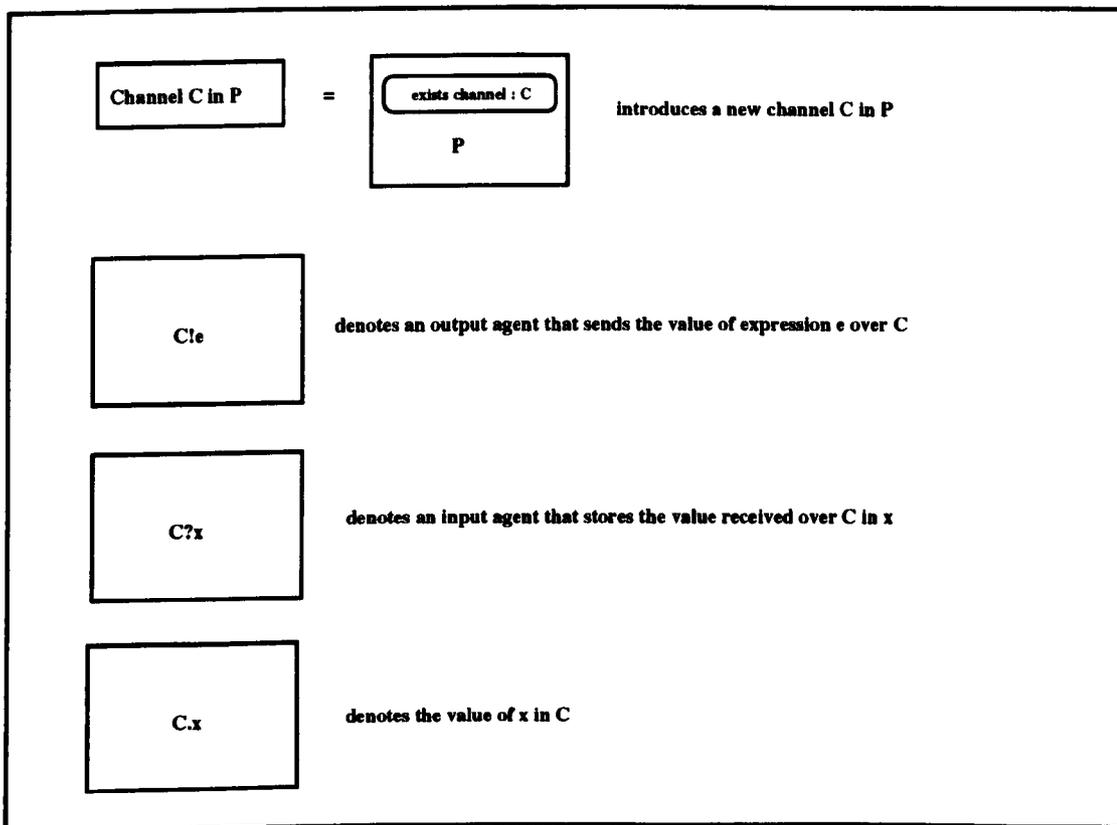 Channel C in P = exists channel : C introduces a new channel C in P
P
C!e denotes an output agent that sends the value of expression e over C
C?x denotes an input agent that stores the value received over C in x
C.x denotes the value of x in C